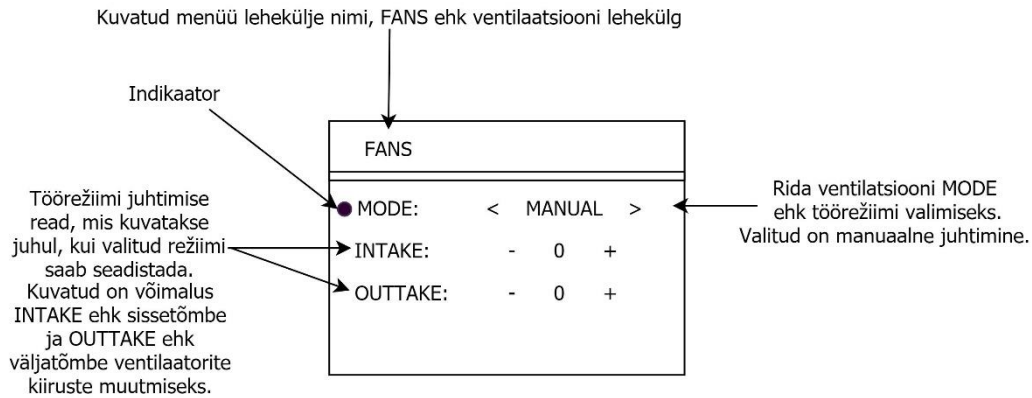 Kuvatud menüü lehekülje nimi, FANS ehk ventilaatsiooni lehekülg
Indikaator
FANS
Töörežiimi juhtimise
read, mis kuvatakse
juhul, kui valitud režiimi
saab seadistada.
Kuvatud on võimalus
INTAKE ehk sissetõmbe
ja OUTTAKE ehk
väljatõmbe ventilaatorite
kiiruste muutmiseks.
MODE: < MANUAL >
INTAKE: - 0 +
OUTTAKE: - 0 +
Rida ventilatsiooni MODE
ehk töörežiimi valimiseks.
Valitud on manuaalne juhtimine.